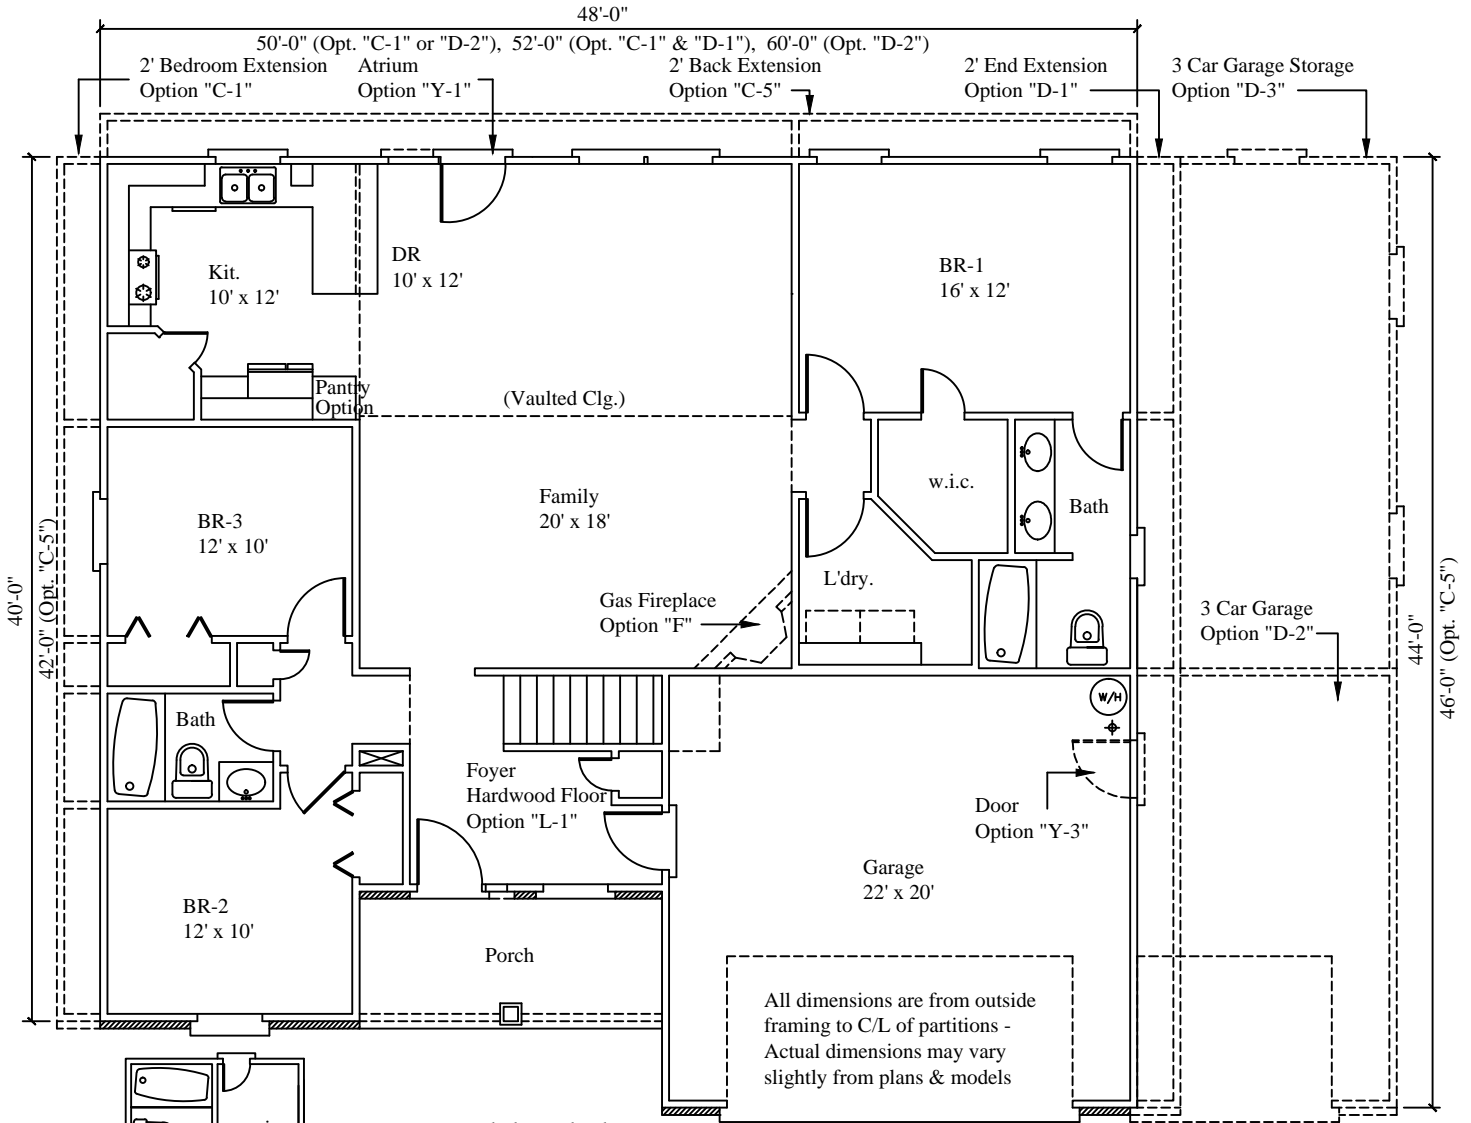 48'-0"
50'-0" (Opt. "C-1" or "D-2"), 52'-0" (Opt. "C-1" & "D-1"), 60'-0" (Opt. "D-2")
2' Bedroom Extension
Option "C-1"
Atrium
Option "Y-1"
2' Back Extension
Option "C-5"
2' End Extension
Option "D-1"
3 Car Garage Storage
Option "D-3"
Kit.
10' x 12'
DR
10' x 12'
BR-1
16' x 12'
Pantry
Option
(Vaulted Clg.)
Family
20' x 18'
w.i.c.
Bath
BR-3
12' x 10'
L'dry.
Gas Fireplace
Option "F"
3 Car Garage
Option "D-2"
40'-0"
42'-0" (Opt. "C-5")
44'-0"
46'-0" (Opt. "C-5")
Bath
W/H
Foyer
Hardwood Floor
Option "L-1"
Door
Option "Y-3"
Garage
22' x 20'
BR-2
12' x 10'
Porch
All dimensions are from outside
framing to C/L of partitions -
Actual dimensions may vary
slightly from plans & models